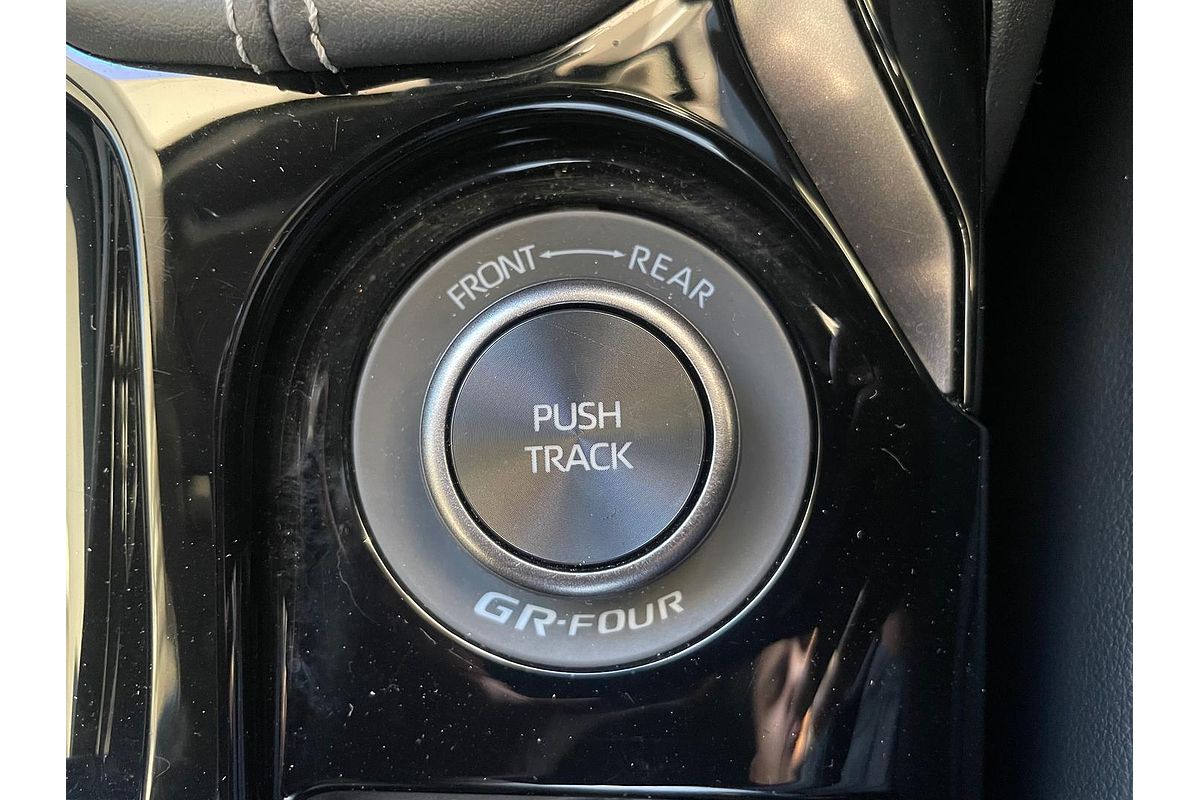 FRONT ↔ REAR
PUSH
TRACK
GR-FOUR